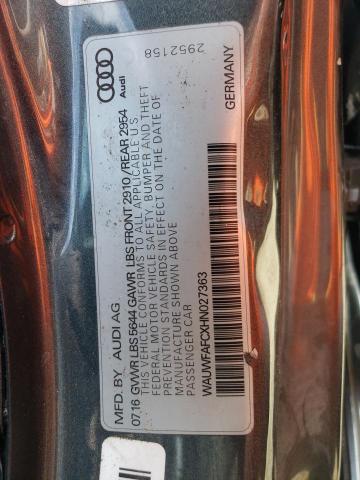 MFD. BY AUDI AG
07.16 GVWR LBS 5644 GAWR LBS FRONT 2910 / REAR 2954
THIS VEHICLE CONFORMS TO ALL APPLICABLE U.S.
FEDERAL MOTOR VEHICLE SAFETY, BUMPER AND THEFT
PREVENTION STANDARDS IN EFFECT ON THE DATE OF
MANUFACTURE SHOWN ABOVE
PASSENGER CAR
WAUWFAFCXHN027363
GERMANY
Audi
2952158